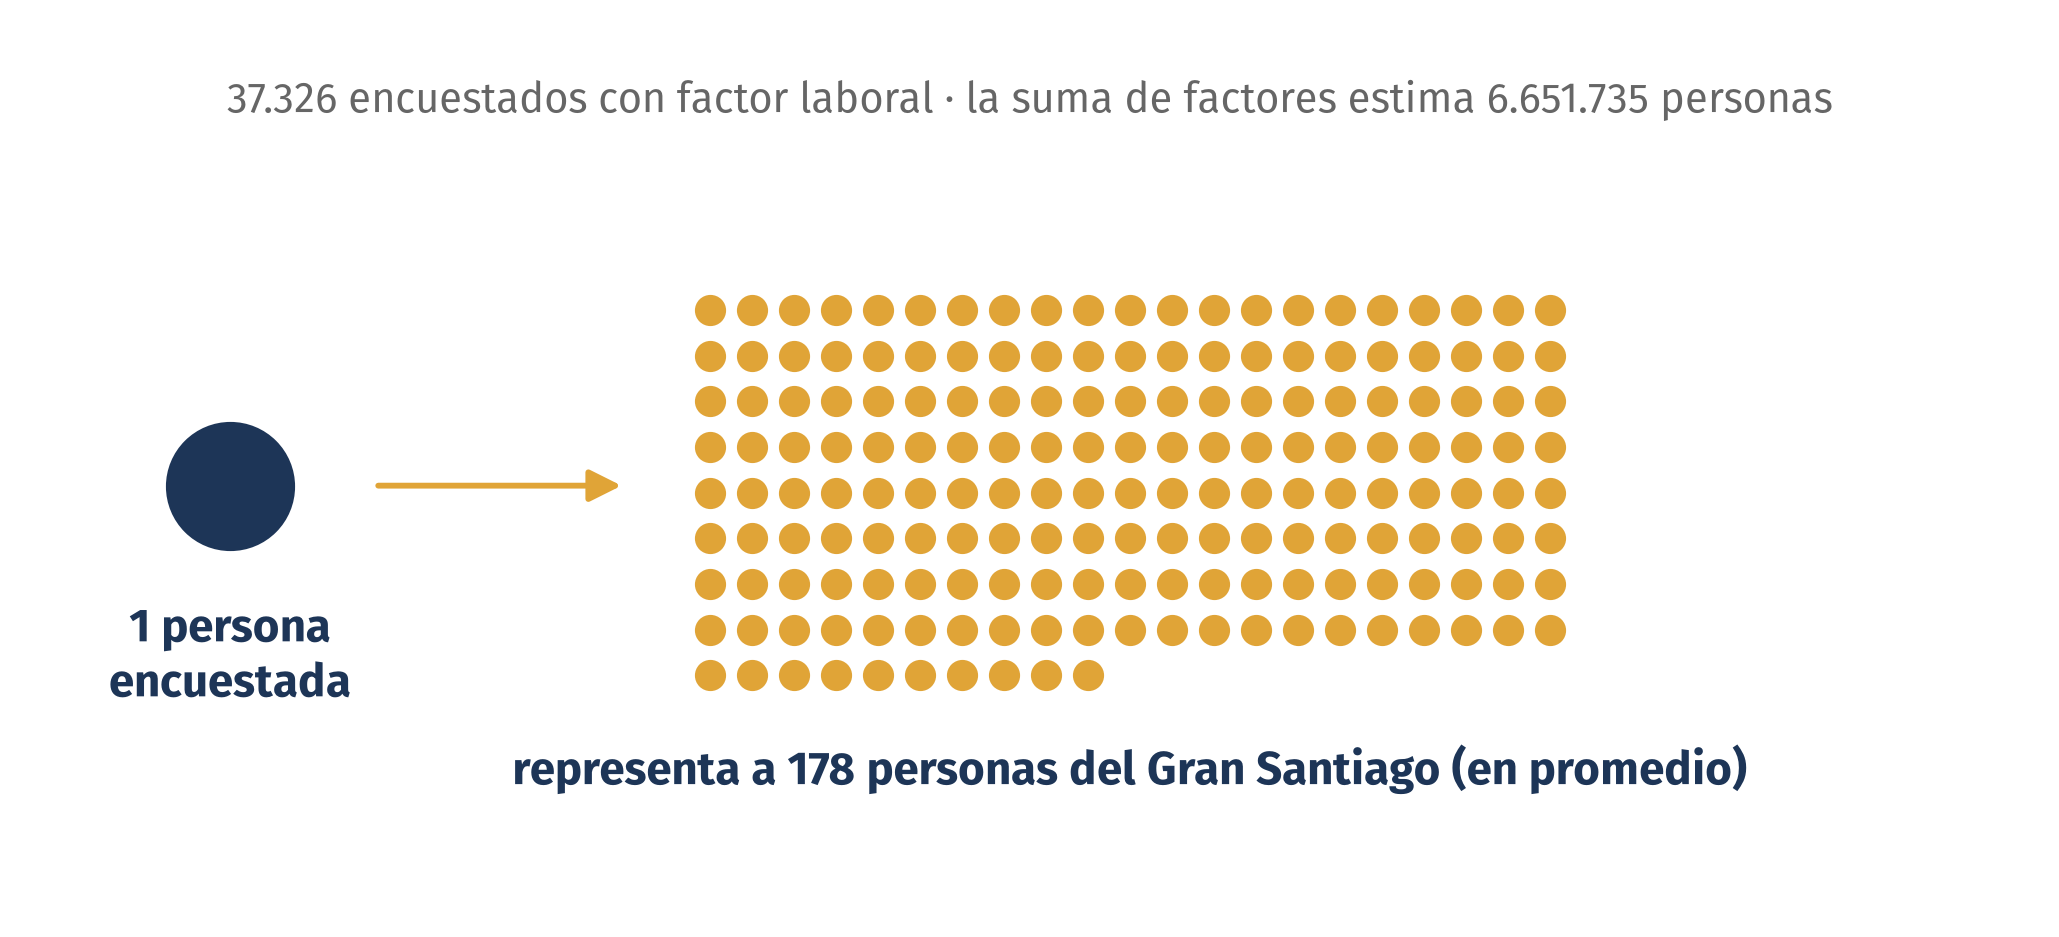 37.326 encuestados con factor laboral · la suma de factores estima 6.651.735 personas
1 persona
encuestada
representa a 178 personas del Gran Santiago (en promedio)